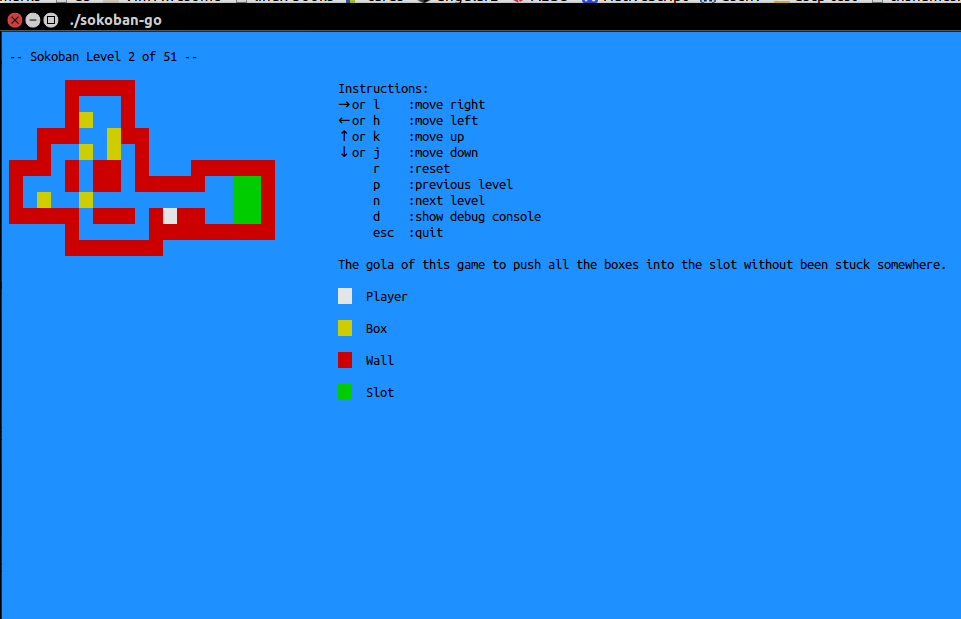 ./sokoban-go
-- Sokoban Level 2 of 51 --
Instructions:
→or l :move right
←or h :move left
↑or k :move up
↓or j :move down
r :reset
p :previous level
n :next level
d :show debug console
esc :quit
The gola of this game to push all the boxes into the slot without been stuck somewhere.
Player
Box
Wall
Slot